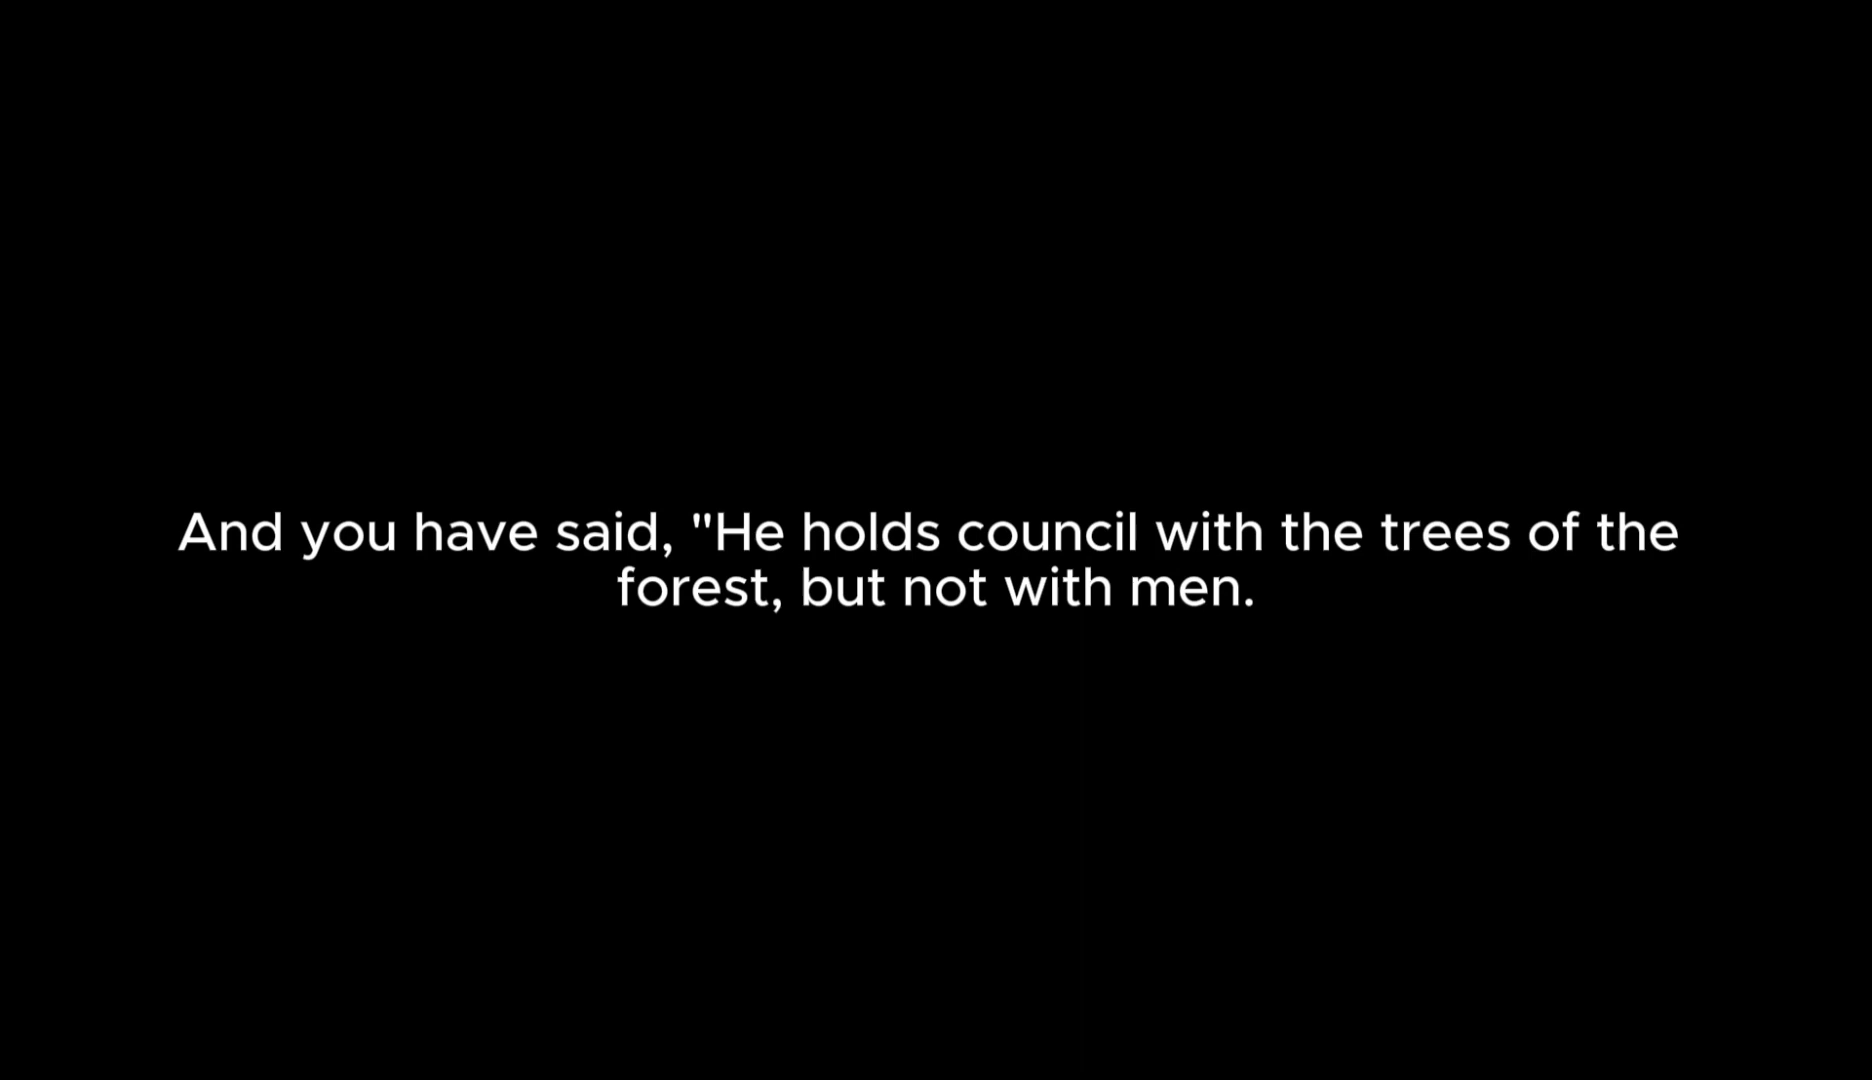 And you have said, "He holds council with the trees of the
forest, but not with men.